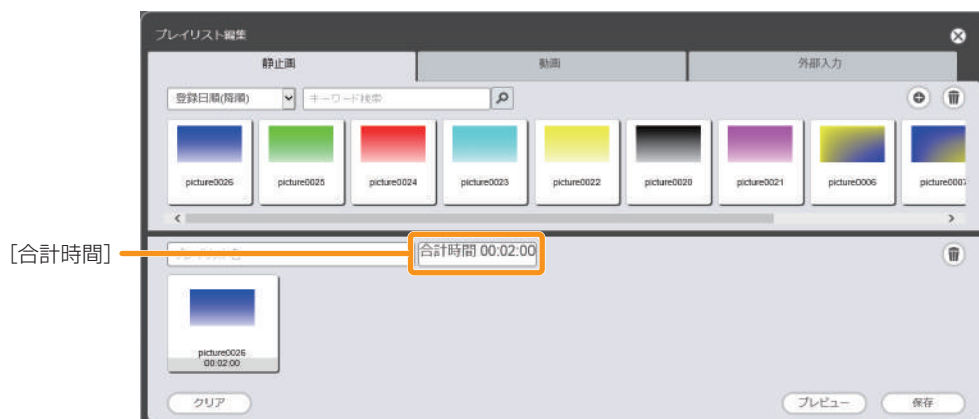 プレイリスト編集
静止画 動画 外部入力
登録日順(降順) キーワード検索
picture0026 picture0025 picture0024 picture0023 picture0022 picture0020 picture0021 picture0006 picture0007
[合計時間]
合計時間 00:02:00
picture0026
00:02:00
クリア プレビュー 保存